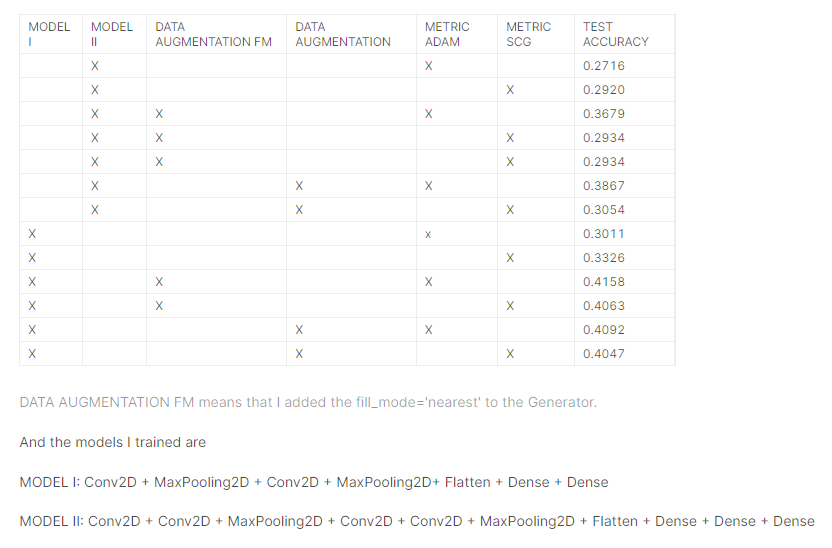 MODEL I MODEL II DATA AUGMENTATION FM DATA AUGMENTATION METRIC ADAM METRIC SCG TEST ACCURACY
X X 0.2716
X X 0.2920
X X X 0.3679
X X X 0.2934
X X X 0.2934
X X X 0.3867
X X X 0.3054
X x 0.3011
X X 0.3326
X X X 0.4158
X X X 0.4063
X X X 0.4092
X X X 0.4047
DATA AUGMENTATION FM means that I added the fill_mode='nearest' to the Generator.
And the models I trained are
MODEL I: Conv2D + MaxPooling2D + Conv2D + MaxPooling2D+ Flatten + Dense + Dense
MODEL II: Conv2D + Conv2D + MaxPooling2D + Conv2D + Conv2D + MaxPooling2D + Flatten + Dense + Dense + Dense